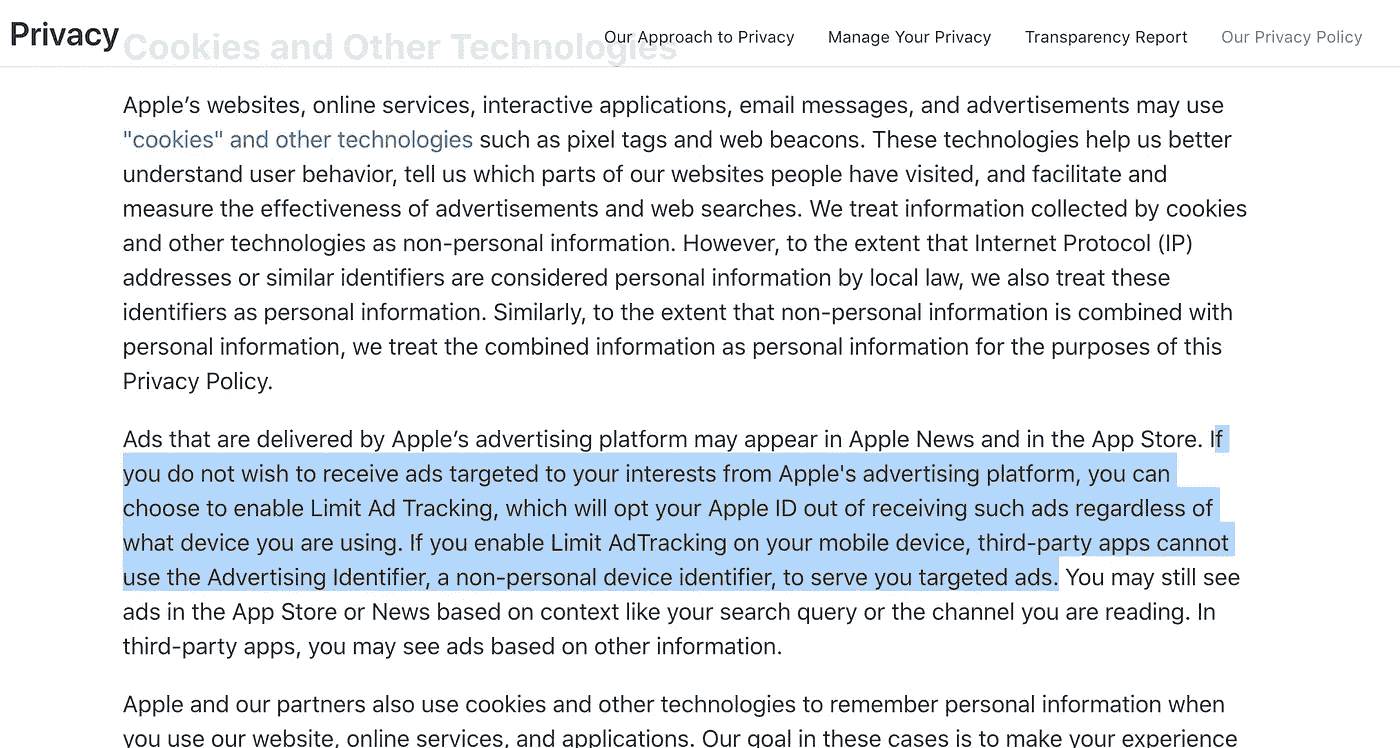 Privacy
Cookies and Other Technologies
Our Approach to Privacy Manage Your Privacy Transparency Report Our Privacy Policy
Apple’s websites, online services, interactive applications, email messages, and advertisements may use
"cookies" and other technologies such as pixel tags and web beacons. These technologies help us better
understand user behavior, tell us which parts of our websites people have visited, and facilitate and
measure the effectiveness of advertisements and web searches. We treat information collected by cookies
and other technologies as non-personal information. However, to the extent that Internet Protocol (IP)
addresses or similar identifiers are considered personal information by local law, we also treat these
identifiers as personal information. Similarly, to the extent that non-personal information is combined with
personal information, we treat the combined information as personal information for the purposes of this
Privacy Policy.
Ads that are delivered by Apple’s advertising platform may appear in Apple News and in the App Store. If
you do not wish to receive ads targeted to your interests from Apple's advertising platform, you can
choose to enable Limit Ad Tracking, which will opt your Apple ID out of receiving such ads regardless of
what device you are using. If you enable Limit AdTracking on your mobile device, third-party apps cannot
use the Advertising Identifier, a non-personal device identifier, to serve you targeted ads. You may still see
ads in the App Store or News based on context like your search query or the channel you are reading. In
third-party apps, you may see ads based on other information.
Apple and our partners also use cookies and other technologies to remember personal information when
you use our website, online services, and applications. Our goal in these cases is to make your experience